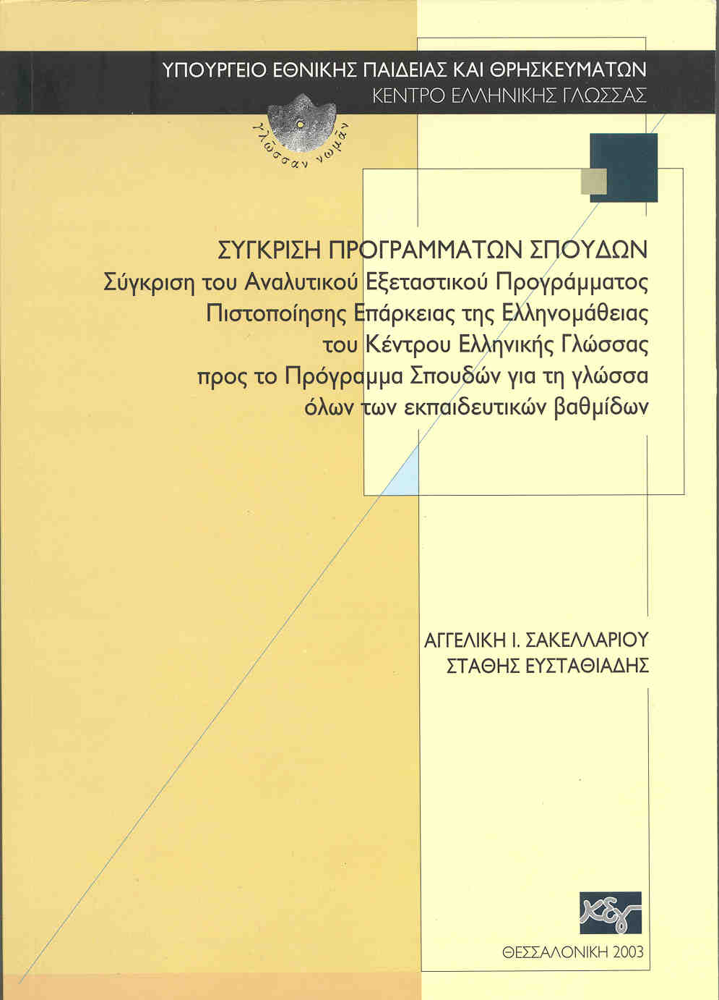 ΥΠΟΥΡΓΕΙΟ ΕΘΝΙΚΗΣ ΠΑΙΔΕΙΑΣ ΚΑΙ ΘΡΗΣΚΕΥΜΑΤΩΝ
ΚΕΝΤΡΟ ΕΛΛΗΝΙΚΗΣ ΓΛΩΣΣΑΣ
γλῶσσαν νωμᾶν
ΣΥΓΚΡΙΣΗ ΠΡΟΓΡΑΜΜΑΤΩΝ ΣΠΟΥΔΩΝ
Σύγκριση του Αναλυτικού Εξεταστικού Προγράμματος
Πιστοποίησης Επάρκειας της Ελληνομάθειας
του Κέντρου Ελληνικής Γλώσσας
προς το Πρόγραμμα Σπουδών για τη γλώσσα
όλων των εκπαιδευτικών βαθμίδων
ΑΓΓΕΛΙΚΗ Ι. ΣΑΚΕΛΛΑΡΙΟΥ
ΣΤΑΘΗΣ ΕΥΣΤΑΘΙΑΔΗΣ
κεγ
ΘΕΣΣΑΛΟΝΙΚΗ 2003